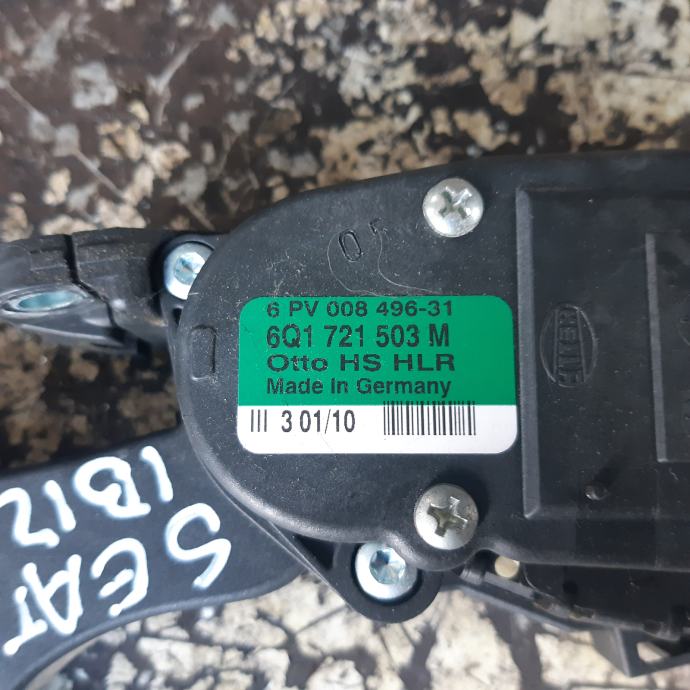 05
6 PV 008 496-31
6Q1 721 503 M
Otto HS HLR
Made in Germany
III 3 01/10
HELLA
SEAT
IBIZ